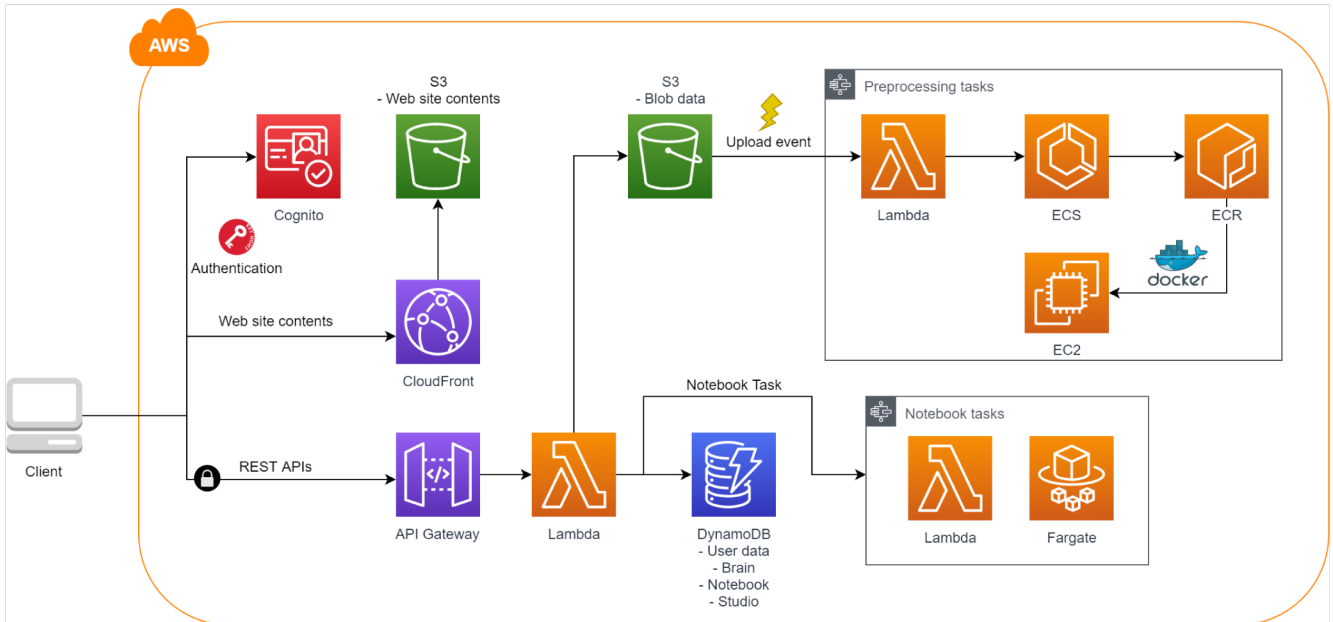 AWS
S3
- Web site contents
S3
- Blob data
Upload event
Preprocessing tasks
Cognito
Lambda
ECS
ECR
Authentication
docker
Web site contents
CloudFront
EC2
Client
REST APIs
API Gateway
Lambda
Notebook Task
DynamoDB
- User data
- Brain
- Notebook
- Studio
Notebook tasks
Lambda
Fargate